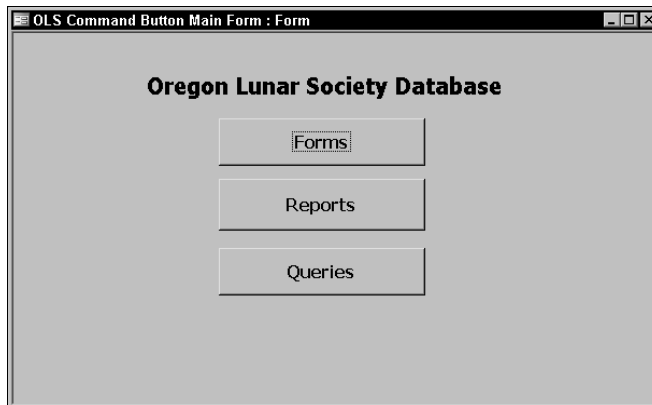 OLS Command Button Main Form : Form
Oregon Lunar Society Database
Forms
Reports
Queries